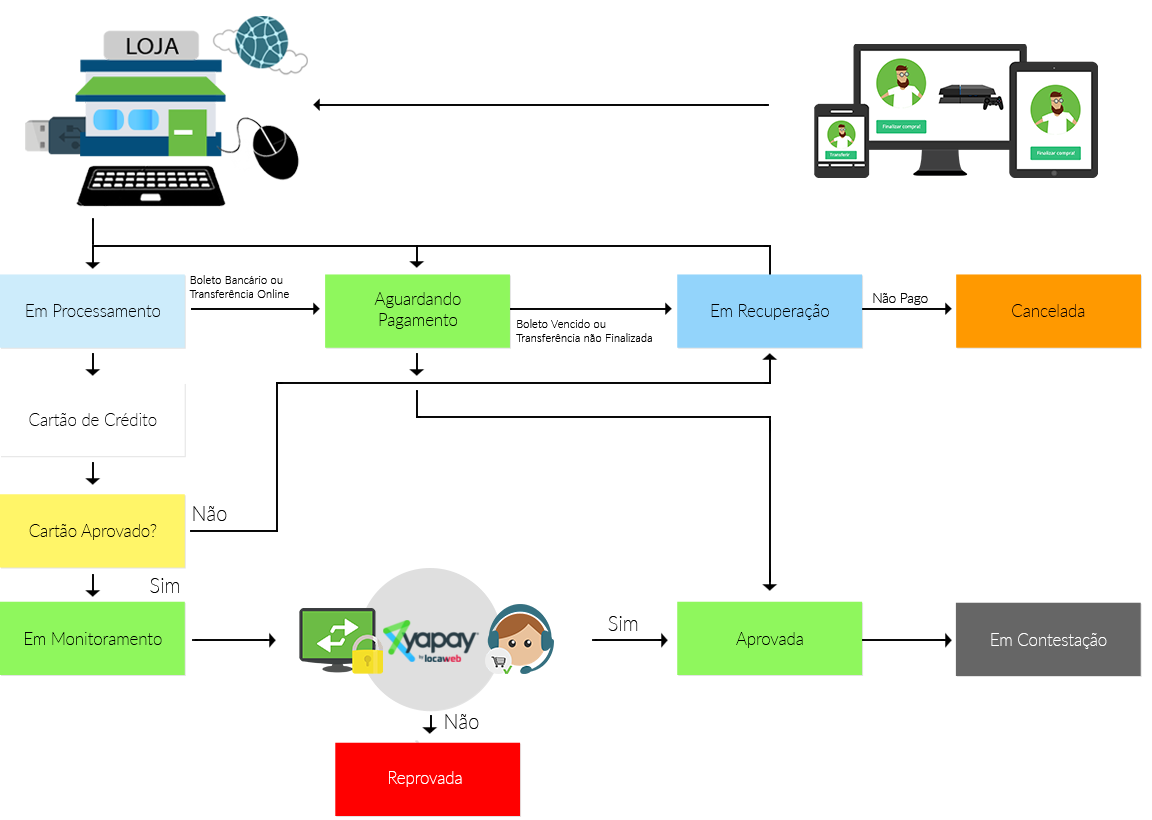 LOJA
Finalizar compra!
Transferir
Finalizar compra!
Em Processamento
Boleto Bancário ou
Transferência Online
Aguardando
Pagamento
Boleto Vencido ou
Transferência não Finalizada
Em Recuperação
Não Pago
Cancelada
Cartão de Crédito
Cartão Aprovado?
Não
Sim
Em Monitoramento
yapay
by locaweb
Sim
Aprovada
Em Contestação
Não
Reprovada